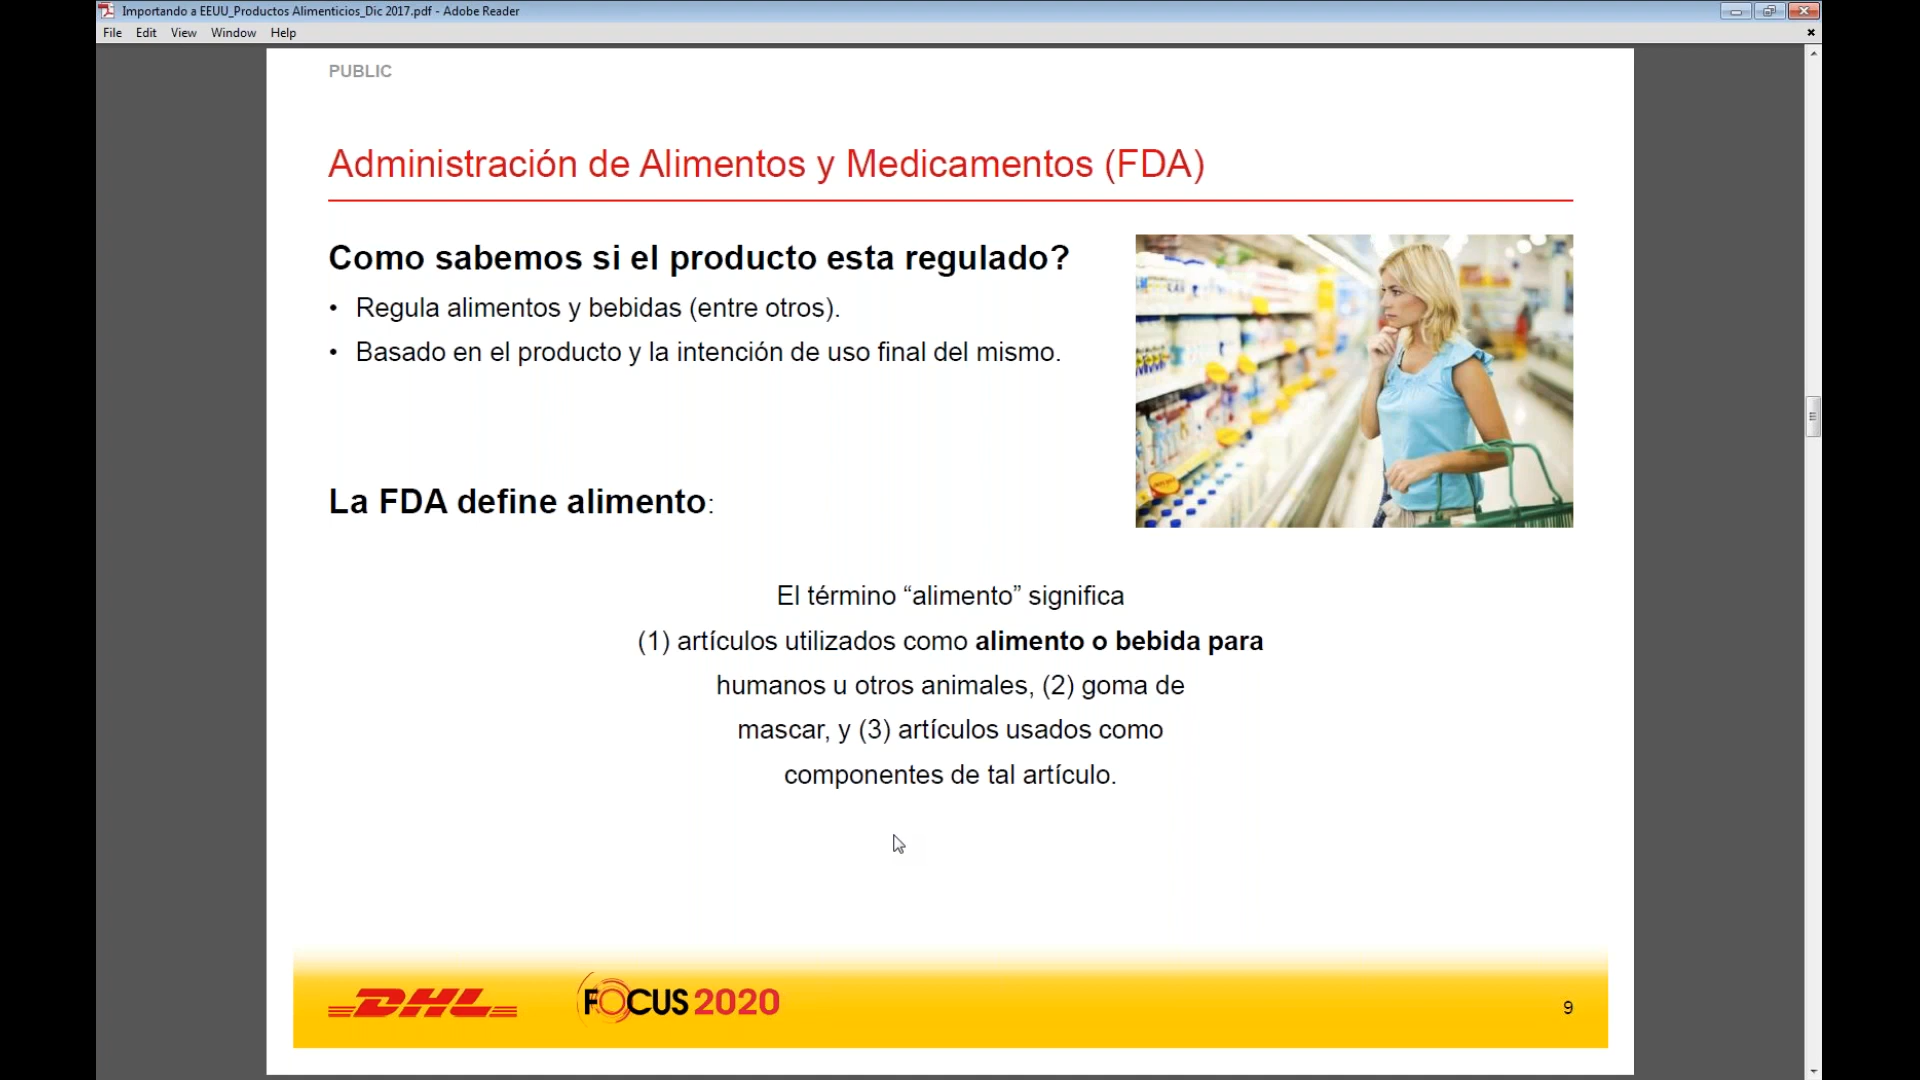 Importando a EEUU_Productos Alimenticios_Dic 2017.pdf - Adobe Reader
File Edit View Window Help
PUBLIC
Administración de Alimentos y Medicamentos (FDA)
Como sabemos si el producto esta regulado?
• Regula alimentos y bebidas (entre otros).
• Basado en el producto y la intención de uso final del mismo.
La FDA define alimento:
El término “alimento” significa
(1) artículos utilizados como alimento o bebida para
humanos u otros animales, (2) goma de
mascar, y (3) artículos usados como
componentes de tal artículo.
DHL
FOCUS 2020
9